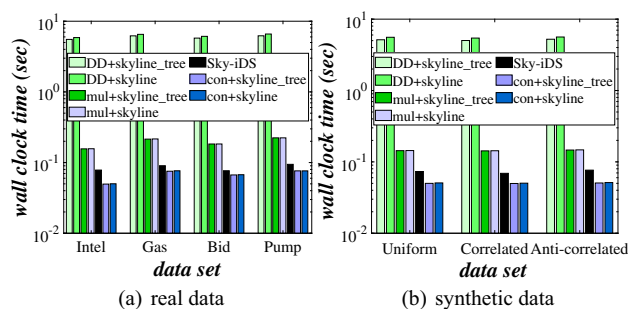 wall clock time (sec)
10^1
10^0
10^-1
10^-2
DD+skyline_tree
DD+skyline
mul+skyline_tree
mul+skyline
Sky-iDS
con+skyline_tree
con+skyline
Intel Gas Bid Pump
data set
(a) real data
wall clock time (sec)
10^1
10^0
10^-1
10^-2
DD+skyline_tree
DD+skyline
mul+skyline_tree
mul+skyline
Sky-iDS
con+skyline_tree
con+skyline
Uniform Correlated Anti-correlated
data set
(b) synthetic data